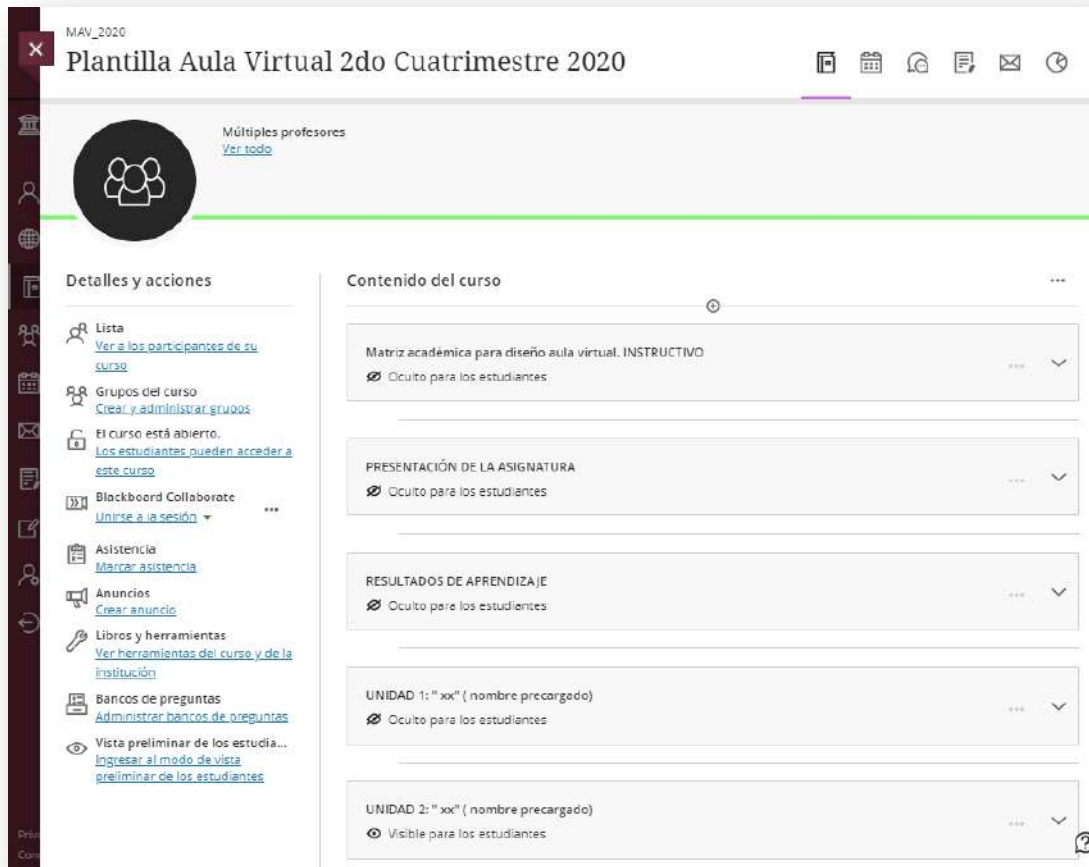 MAV_2020
Plantilla Aula Virtual 2do Cuatrimestre 2020
Múltiples profesores
Ver todo
Detalles y acciones
Lista
Ver a los participantes de su
curso
Grupos del curso
Crear y administrar grupos
El curso está abierto.
Los estudiantes pueden acceder a
este curso
Blackboard Collaborate
Unirse a la sesión
Asistencia
Marcar asistencia
Anuncios
Crear anuncio
Libros y herramientas
Ver herramientas del curso y de la
institución
Bancos de preguntas
Administrar bancos de preguntas
Vista preliminar de los estudia...
Ingresar al modo de vista
preliminar de los estudiantes
Contenido del curso
Matriz académica para diseño aula virtual. INSTRUCTIVO
Oculto para los estudiantes
PRESENTACIÓN DE LA ASIGNATURA
Oculto para los estudiantes
RESULTADOS DE APRENDIZAJE
Oculto para los estudiantes
UNIDAD 1: " xx" ( nombre precargado)
Oculto para los estudiantes
UNIDAD 2: " xx" ( nombre precargado)
Visible para los estudiantes